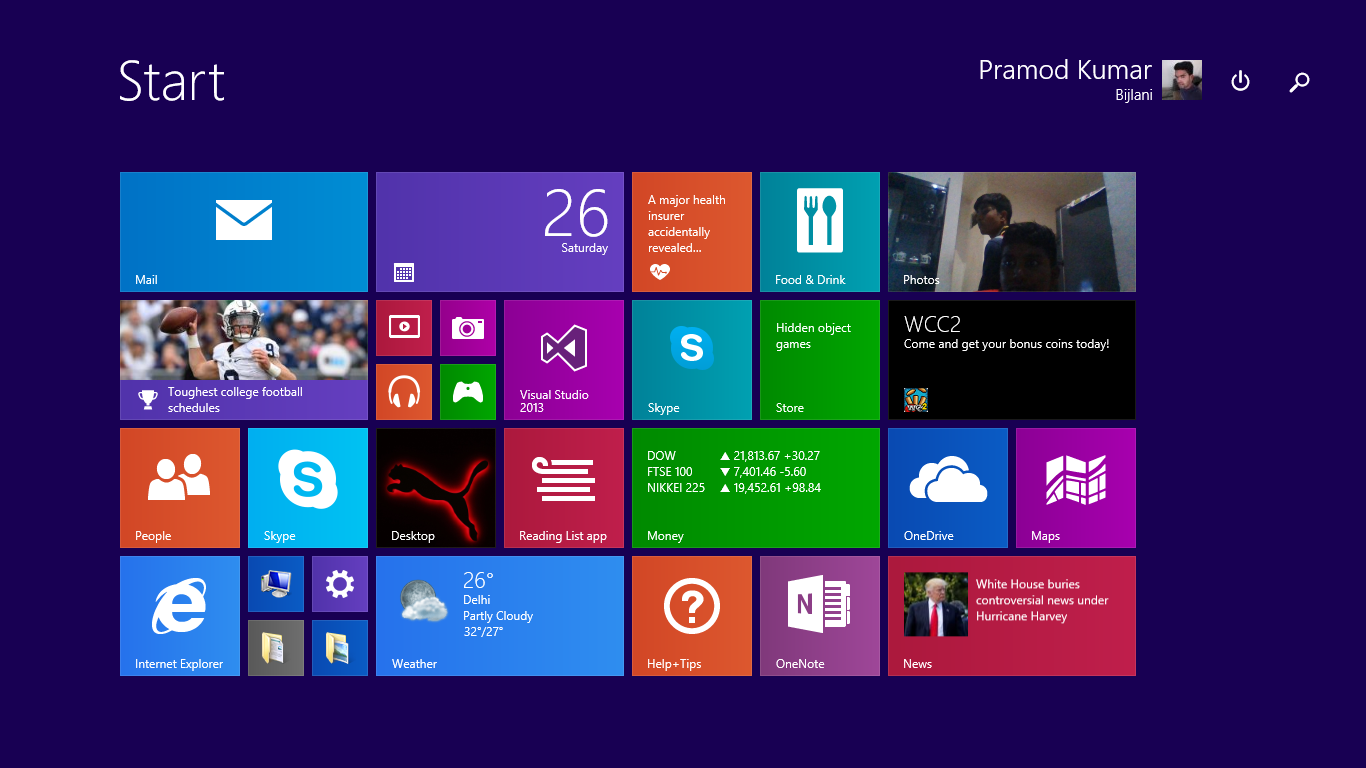 Start
Pramod Kumar
Bijlani
Mail
26
Saturday
A major health
insurer
accidentally
revealed...
Food & Drink
Photos
Toughest college football
schedules
Visual Studio
2013
S
Skype
Hidden object
games
Store
WCC2
Come and get your bonus coins today!
WCC2
People
S
Skype
Desktop
Reading List app
DOW ▲ 21,813.67 +30.27
FTSE 100 ▼ 7,401.46 -5.60
NIKKEI 225 ▲ 19,452.61 +98.84
Money
OneDrive
Maps
Internet Explorer
26°
Delhi
Partly Cloudy
32°/27°
Weather
?
Help+Tips
N
OneNote
White House buries
controversial news under
Hurricane Harvey
News